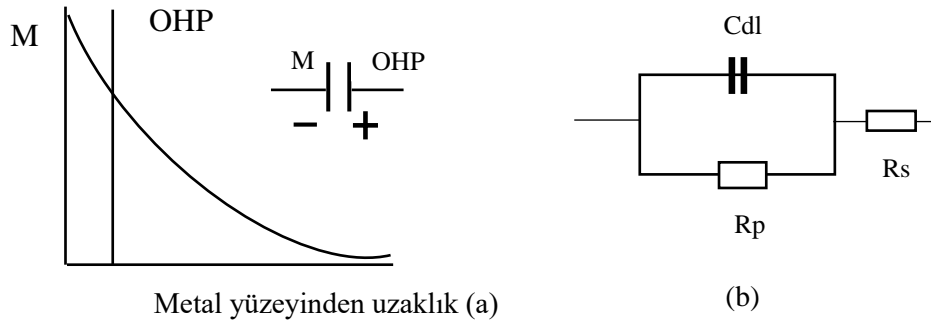 M
OHP
M
OHP
− +
Metal yüzeyinden uzaklık (a)
Cdl
Rp
Rs
(b)